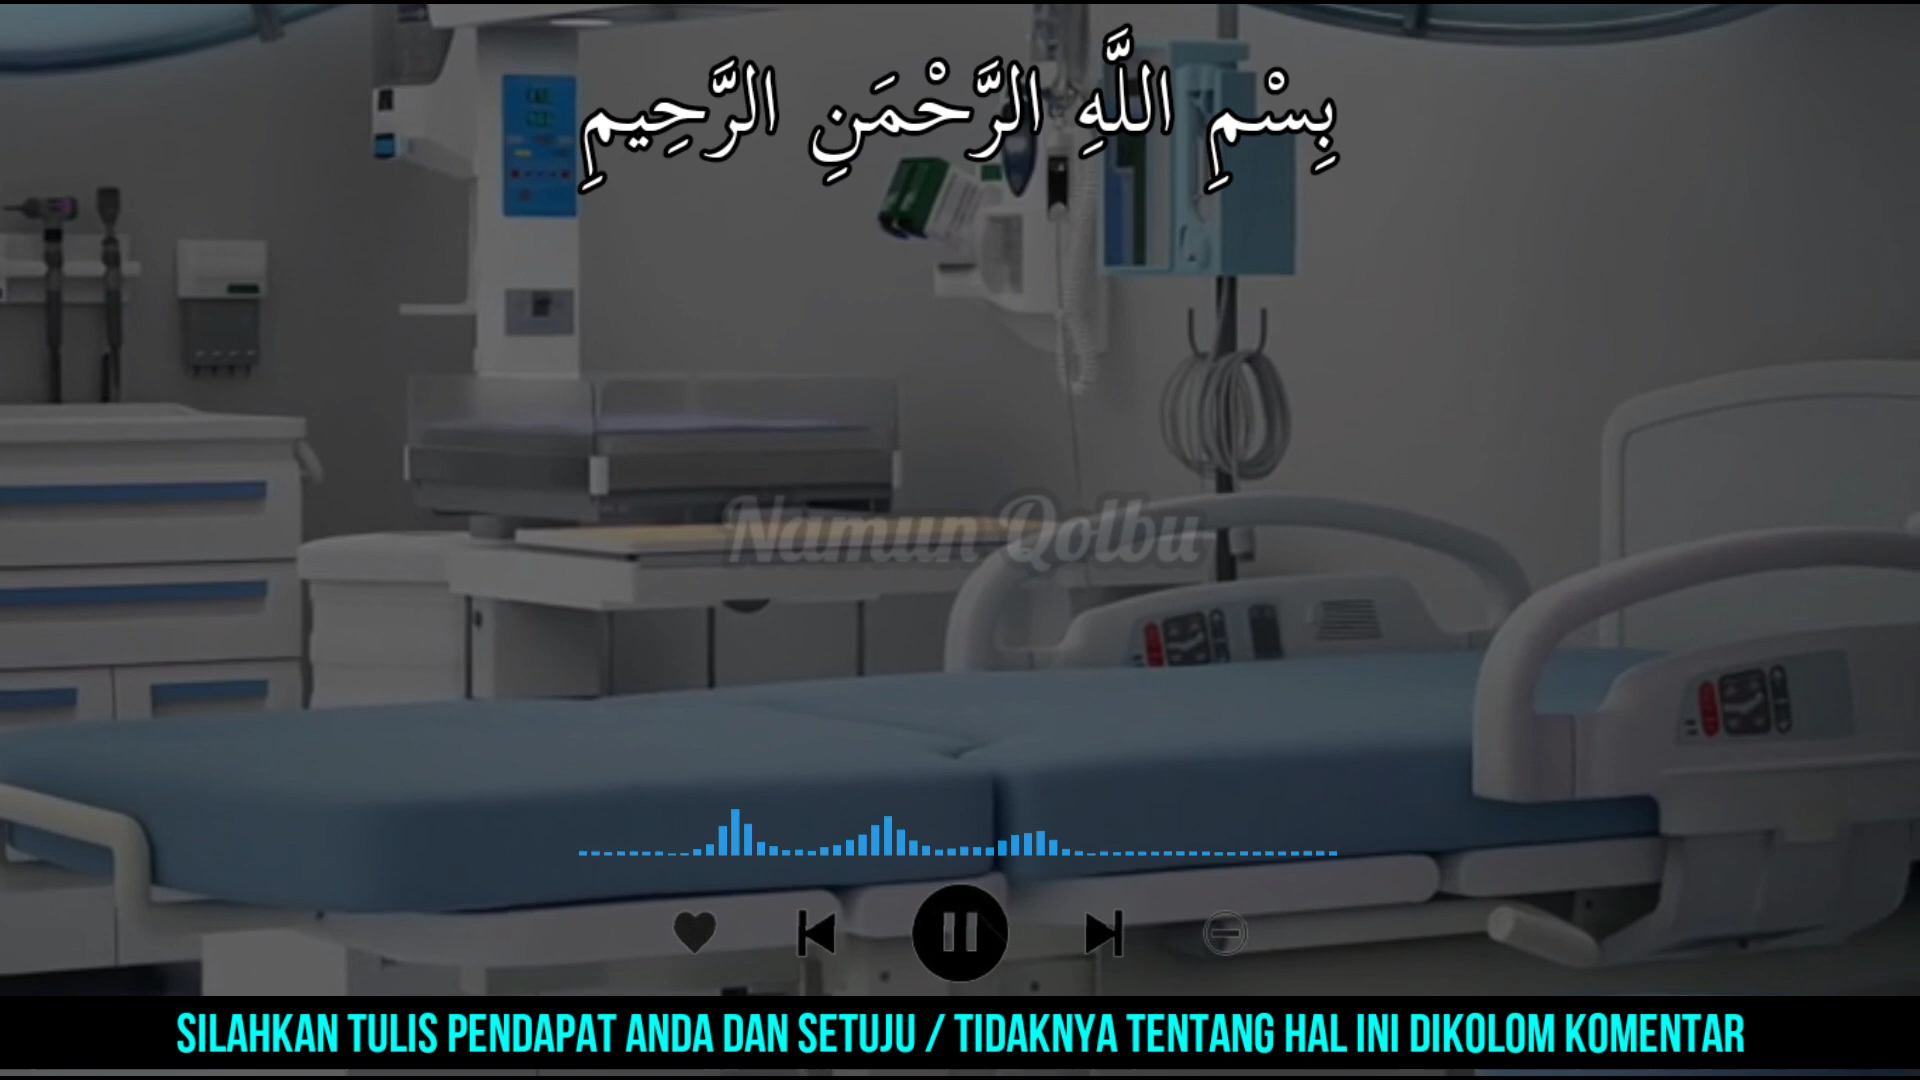 بِسْمِ اللَّهِ الرَّحْمَنِ الرَّحِيمِ
Namun Qolbu
SILAHKAN TULIS PENDAPAT ANDA DAN SETUJU / TIDAKNYA TENTANG HAL INI DIKOLOM KOMENTAR